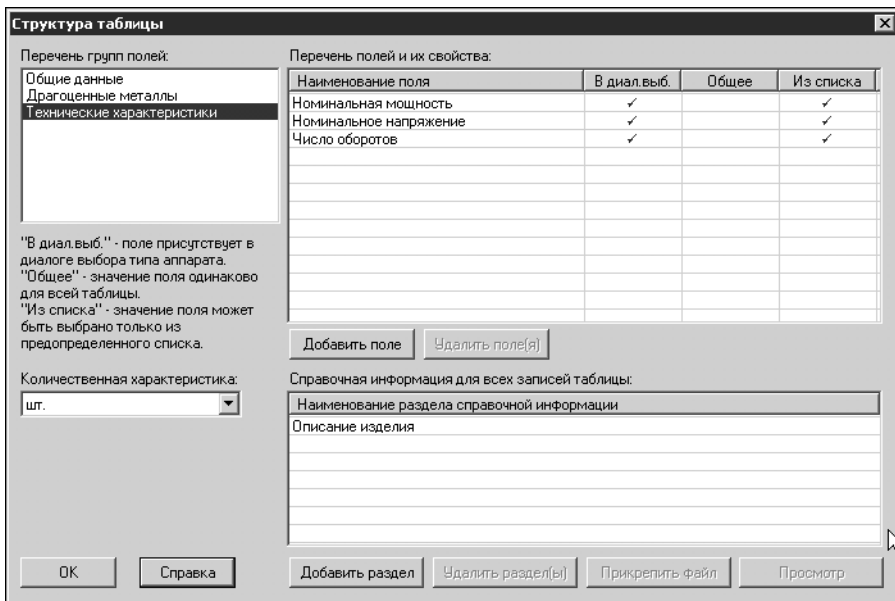 Структура таблицы
Перечень групп полей:
Общие данные
Драгоценные металлы
Технические характеристики
"В диал.выб." - поле присутствует в
диалоге выбора типа аппарата.
"Общее" - значение поля одинаково
для всей таблицы.
"Из списка" - значение поля может
быть выбрано только из
предопределенного списка.
Количественная характеристика:
шт.
Перечень полей и их свойства:
Наименование поля В диал.выб. Общее Из списка
Номинальная мощность ✓ ✓
Номинальное напряжение ✓ ✓
Число оборотов ✓ ✓
Добавить поле Удалить поле(я)
Справочная информация для всех записей таблицы:
Наименование раздела справочной информации
Описание изделия
OK Справка Добавить раздел Удалить раздел(ы) Прикрепить файл Просмотр